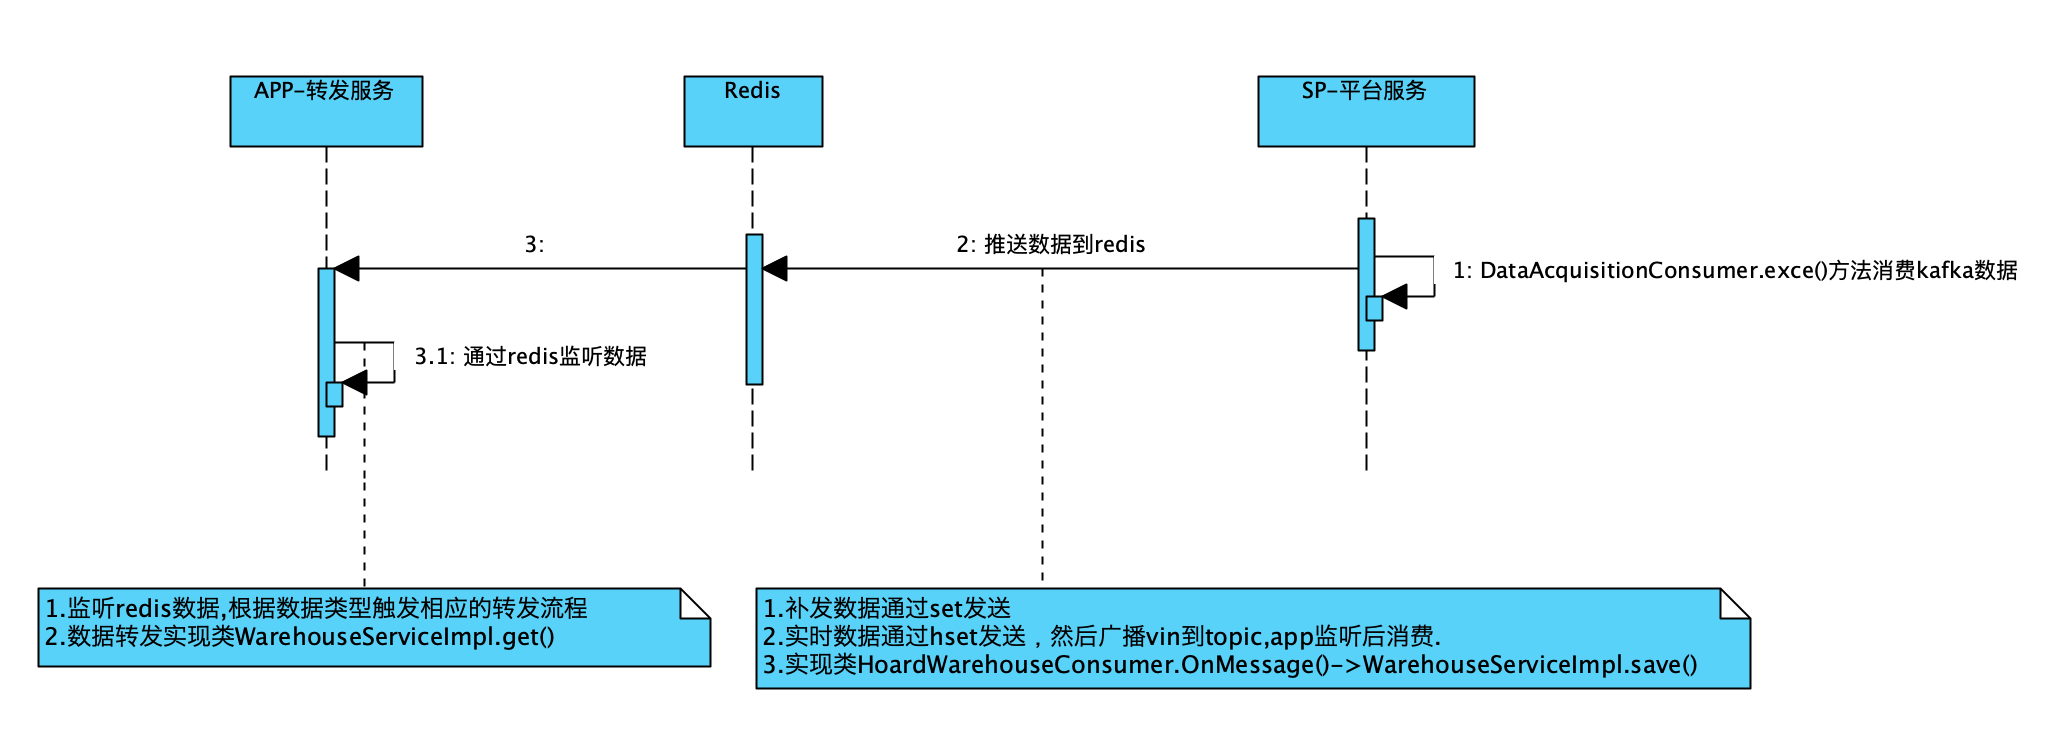 APP-转发服务
Redis
SP-平台服务
3:
2: 推送数据到redis
1: DataAcquisitionConsumer.exce()方法消费kafka数据
3.1: 通过redis监听数据
1.监听redis数据,根据数据类型触发相应的转发流程
2.数据转发实现类WarehouseServiceImpl.get()
1.补发数据通过set发送
2.实时数据通过hset发送，然后广播vin到topic,app监听后消费.
3.实现类HoardWarehouseConsumer.OnMessage()->WarehouseServiceImpl.save()